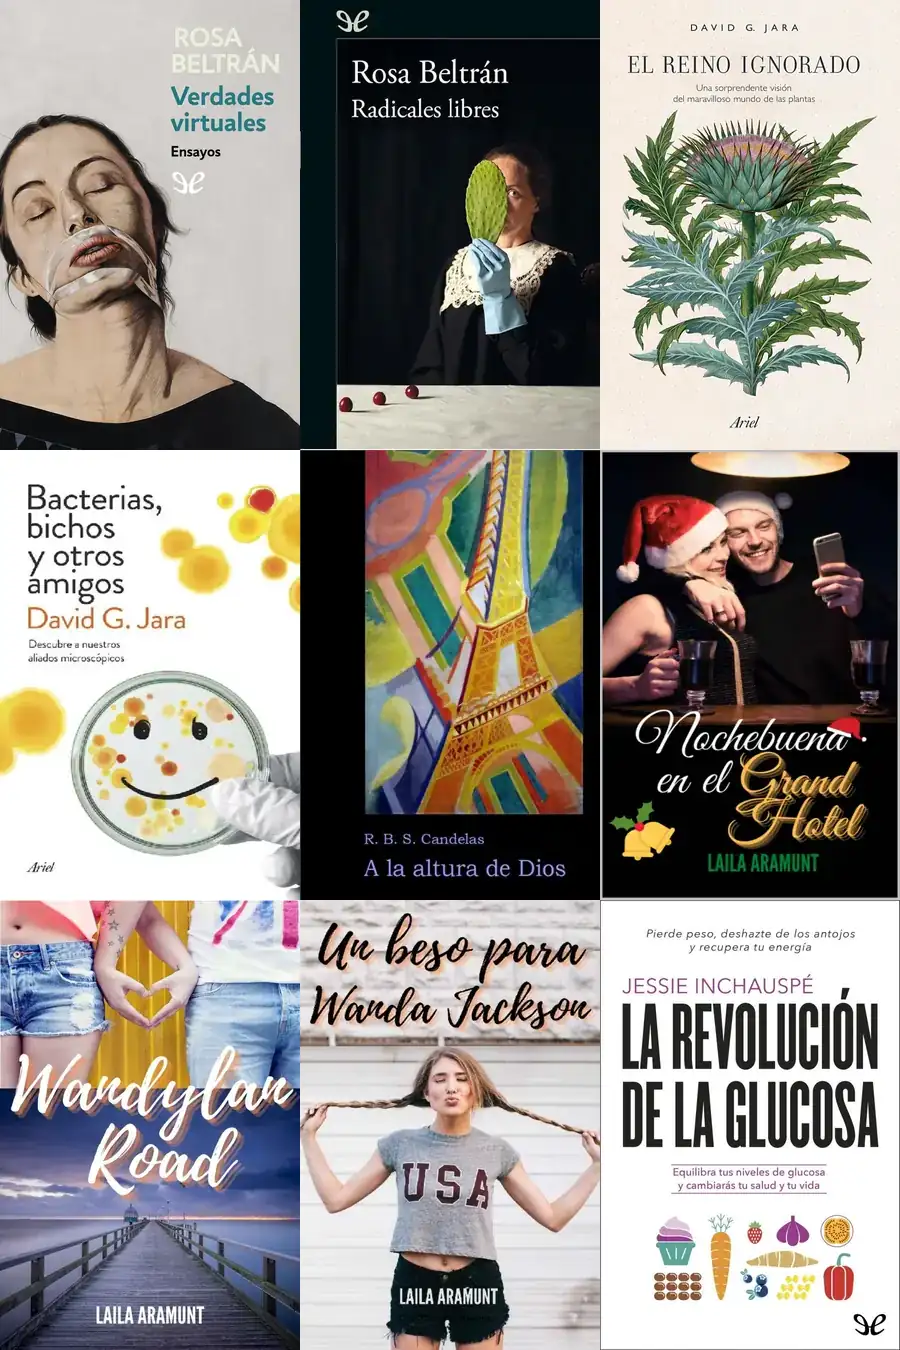 ROSA
BELTRÁN
Verdades
virtuales
Ensayos
Rosa Beltrán
Radicales libres
DAVID G. JARA
EL REINO IGNORADO
Una sorprendente visión
del maravilloso mundo de las plantas
Ariel
Bacterias,
bichos
y otros
amigos
David G. Jara
Descubre a nuestros
aliados microscópicos
Ariel
R. B. S. Candelas
A la altura de Dios
Nochebuena
en el Grand
Hotel
LAILA ARAMUNT
Wandylan
Road
LAILA ARAMUNT
Un beso para
Wanda Jackson
USA
LAILA ARAMUNT
Pierde peso, deshazte de los antojos
y recupera tu energía
JESSIE INCHAUSPÉ
LA REVOLUCIÓN
DE LA GLUCOSA
Equilibra tus niveles de glucosa
y cambiarás tu salud y tu vida